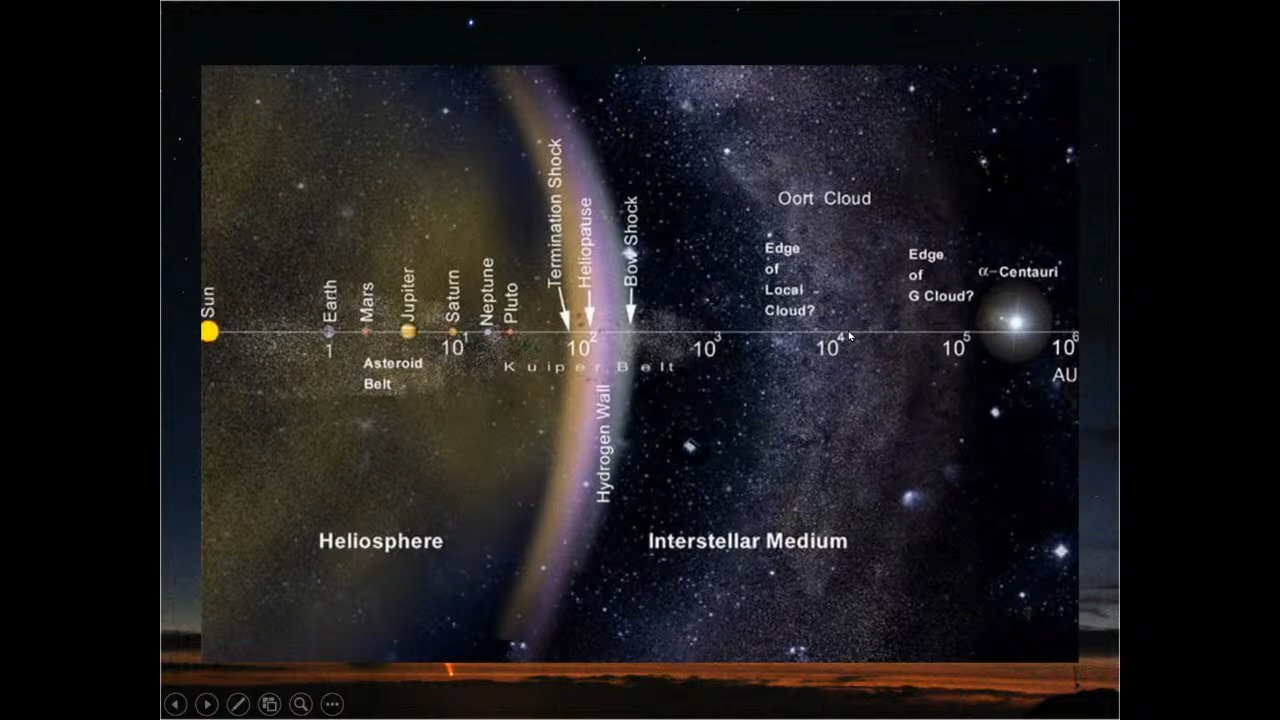 Sun
Earth
Mars
Jupiter
Saturn
Neptune
Pluto
Termination Shock
Heliopause
Bow Shock
Oort Cloud
Edge
of
Local
Cloud?
Edge
of
G Cloud?
α-Centauri
1
10¹
10²
10³
10⁴
10⁵
10⁶
AU
Asteroid
Belt
Kuiper Belt
Hydrogen Wall
Heliosphere
Interstellar Medium